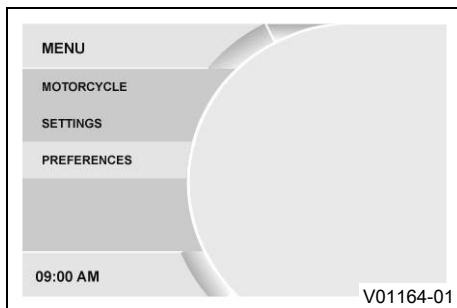 MENU
MOTORCYCLE
SETTINGS
PREFERENCES
09:00 AM
V01164-01